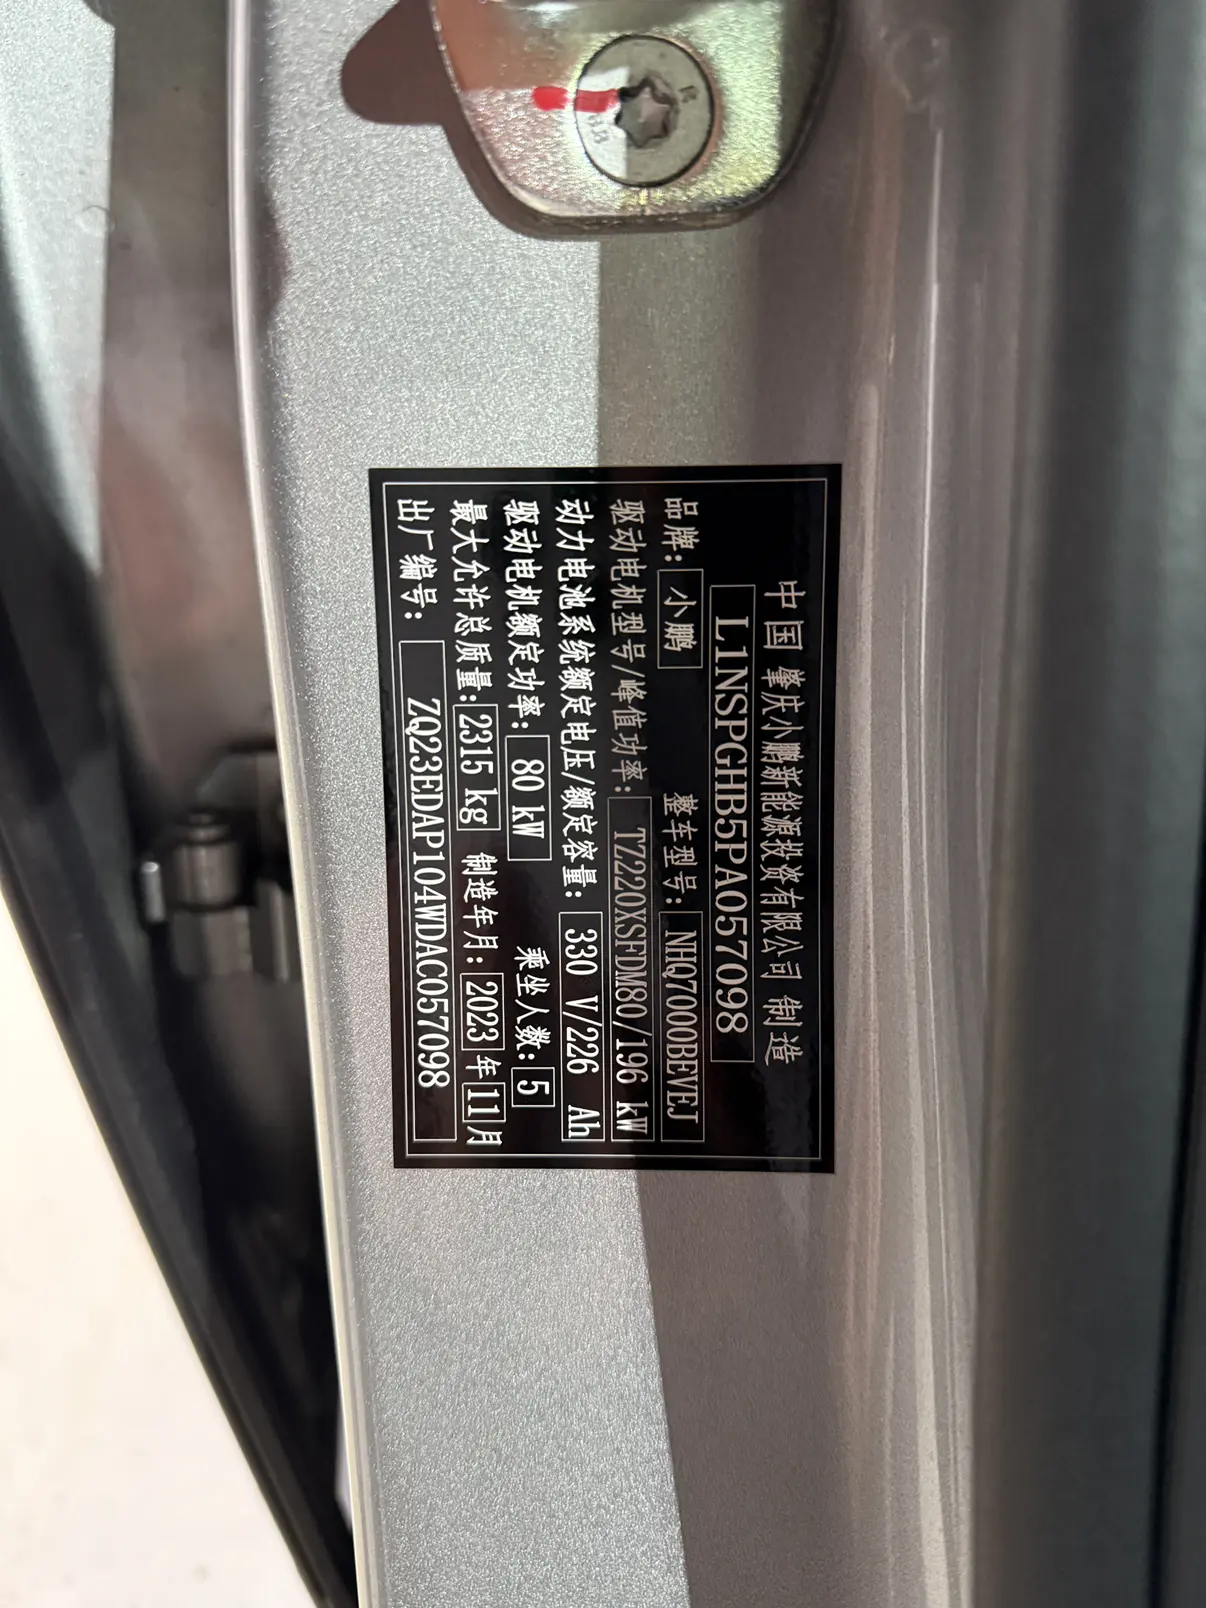 中国 肇庆小鹏新能源投资有限公司 制造
L1NSPGHB5PA057098
品牌: 小鹏 整车型号: NHQ7000BEVEJ
驱动电机型号/峰值功率: TZ220XSFDM80/196 kW
动力电池系统额定电压/额定容量: 330 V/226 Ah
驱动电机额定功率: 80 kW 乘坐人数: 5
最大允许总质量: 2315 kg 制造年月: 2023 年 11 月
出厂编号: ZQ23EDAP104WDAC057098